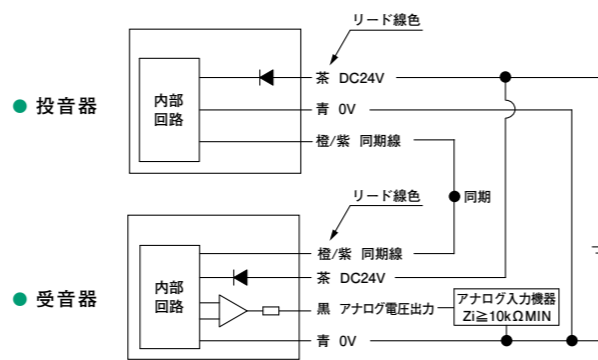 リード線色
茶 DC24V
● 投音器
内部
回路
青 0V
橙/紫 同期線
同期
リード線色
橙/紫 同期線
茶 DC24V
● 受音器
内部
回路
黒 アナログ電圧出力
アナログ入力機器
Zi≧10kΩMIN
青 0V